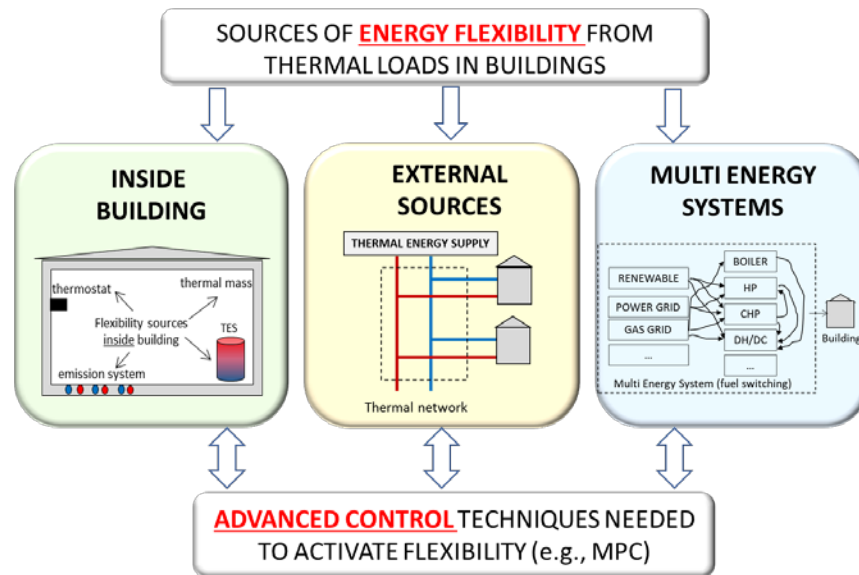 SOURCES OF ENERGY FLEXIBILITY FROM
THERMAL LOADS IN BUILDINGS
INSIDE
BUILDING
thermostat
thermal mass
Flexibility sources
inside building
TES
emission system
EXTERNAL
SOURCES
THERMAL ENERGY SUPPLY
Thermal network
MULTI ENERGY
SYSTEMS
RENEWABLE
POWER GRID
GAS GRID
...
BOILER
HP
CHP
DH/DC
...
Building
Multi Energy System (fuel switching)
ADVANCED CONTROL TECHNIQUES NEEDED
TO ACTIVATE FLEXIBILITY (e.g., MPC)